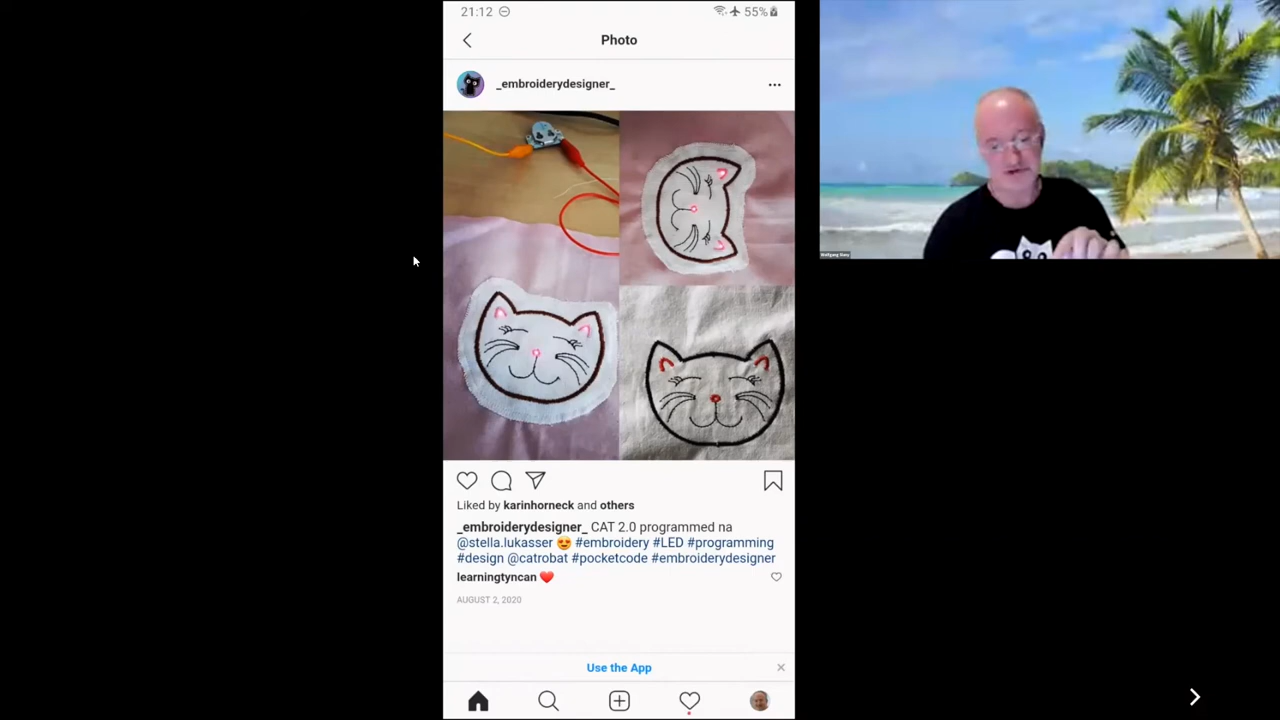 21:12
55%
Photo
_embroiderydesigner_
Liked by karinhorneck and others
_embroiderydesigner_ CAT 2.0 programmed na
@stella.lukasser 😍 #embroidery #LED #programming
#design @catrobat #pocketcode #embroiderydesigner
learningtyncan ❤️
AUGUST 2, 2020
Use the App